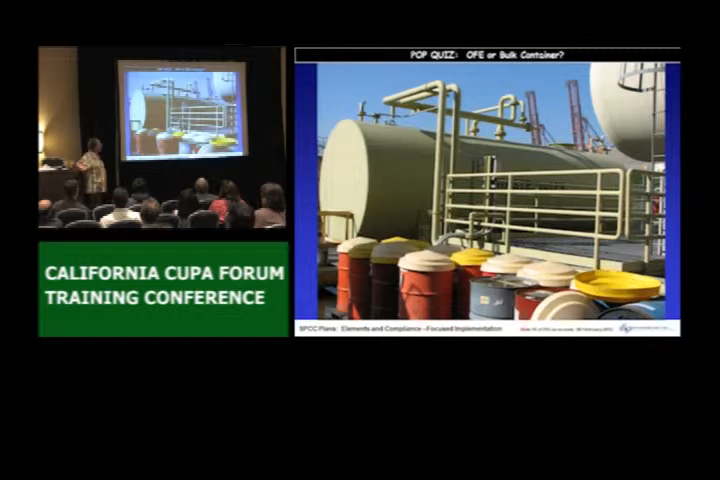 POP QUIZ: OFE or Bulk Container?
CALIFORNIA CUPA FORUM
TRAINING CONFERENCE
SPCC Plans: Elements and Compliance -Focused Implementation